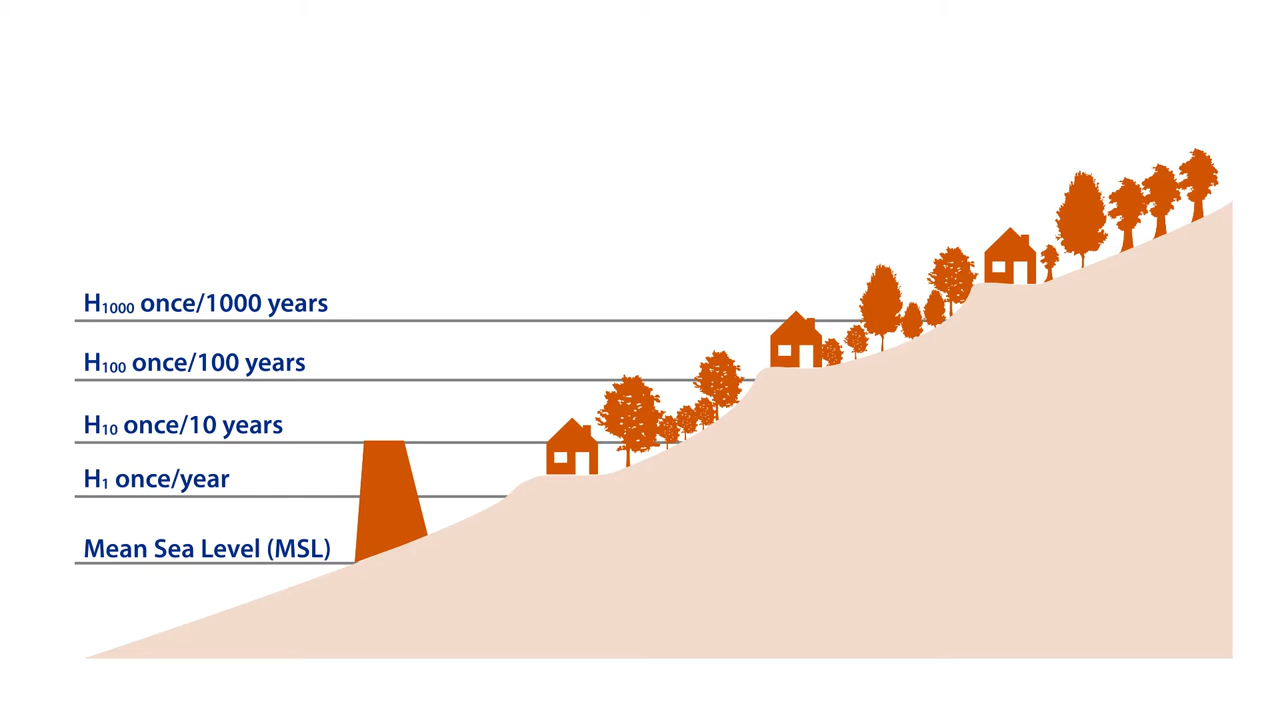 H₁₀₀₀ once/1000 years
H₁₀₀ once/100 years
H₁₀ once/10 years
H₁ once/year
Mean Sea Level (MSL)